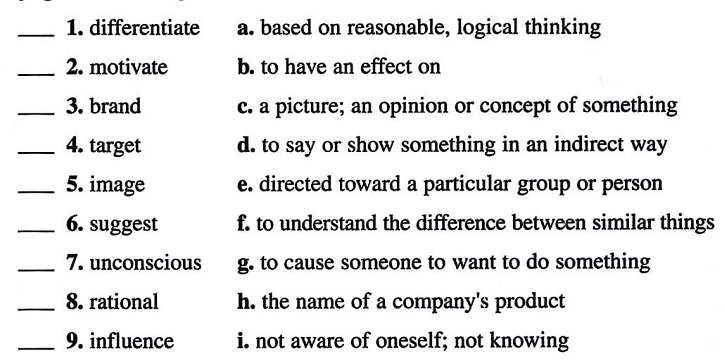 ___ 1. differentiate a. based on reasonable, logical thinking
___ 2. motivate b. to have an effect on
___ 3. brand c. a picture; an opinion or concept of something
___ 4. target d. to say or show something in an indirect way
___ 5. image e. directed toward a particular group or person
___ 6. suggest f. to understand the difference between similar things
___ 7. unconscious g. to cause someone to want to do something
___ 8. rational h. the name of a company's product
___ 9. influence i. not aware of oneself; not knowing